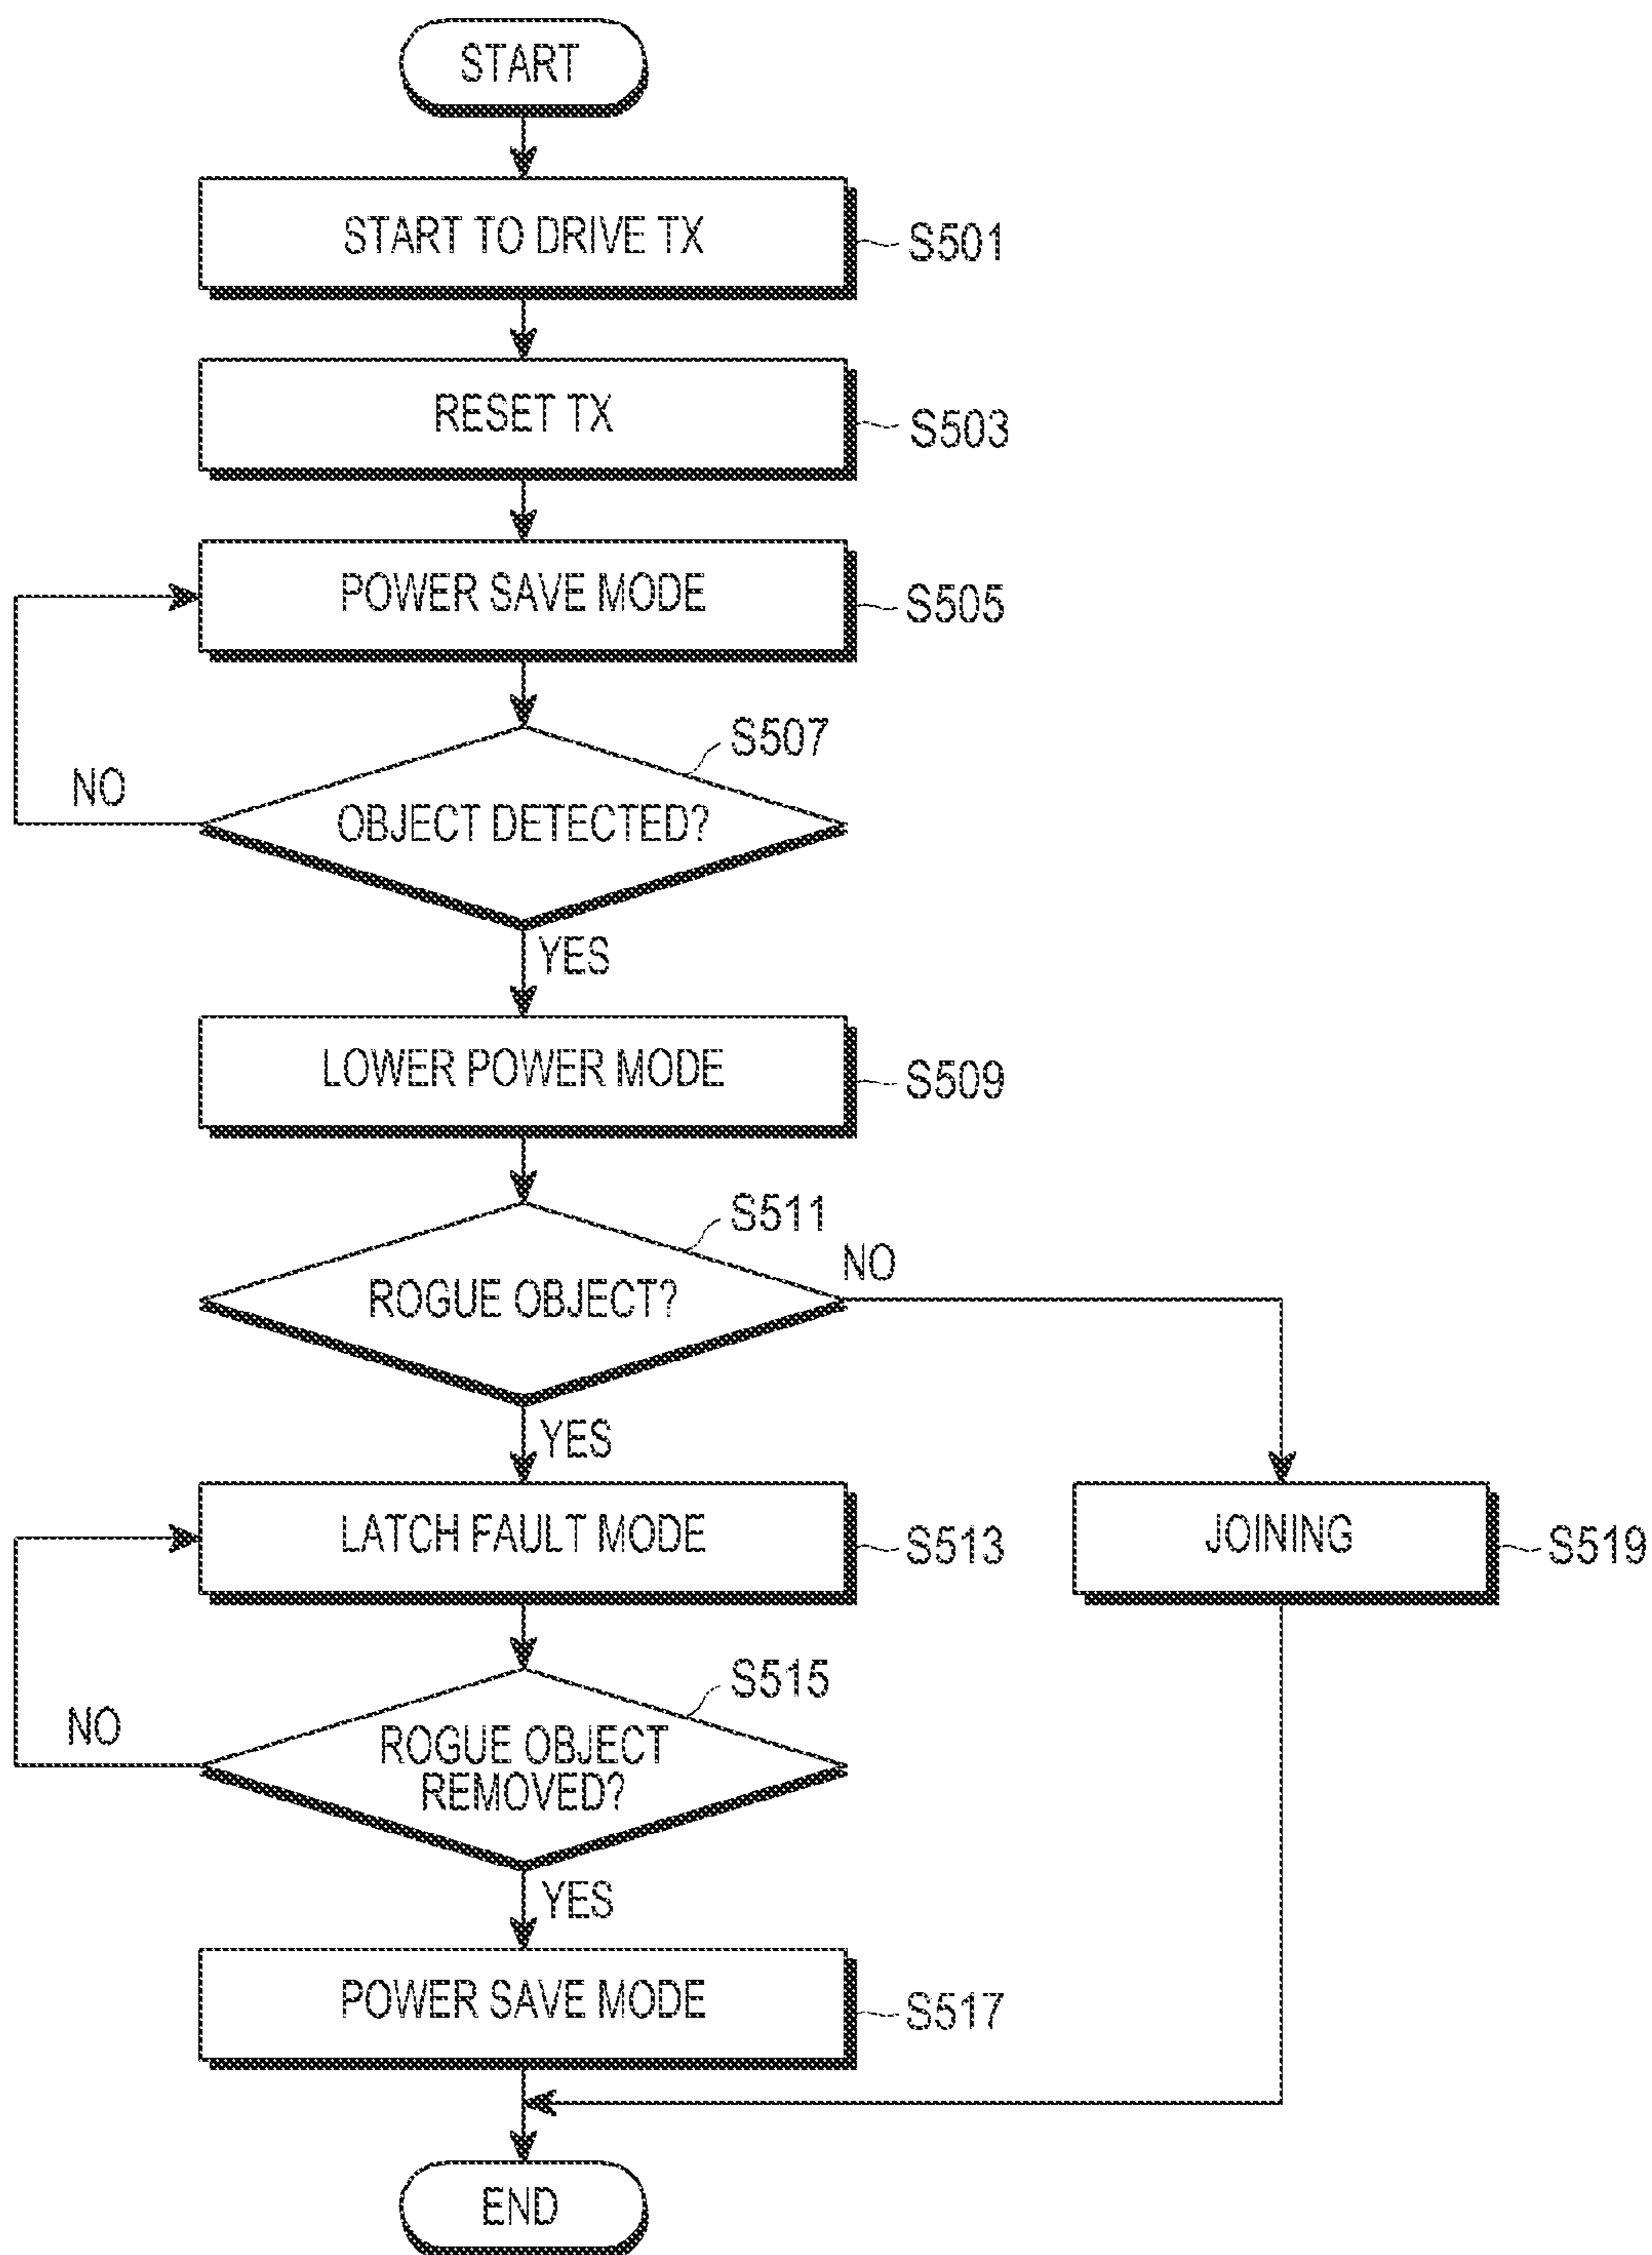 START
START TO DRIVE TX
S501
RESET TX
S503
POWER SAVE MODE
S505
S507
NO
OBJECT DETECTED?
YES
LOWER POWER MODE
S509
S511
NO
ROGUE OBJECT?
YES
LATCH FAULT MODE
S513
JOINING
S519
S515
NO
ROGUE OBJECT
REMOVED?
YES
POWER SAVE MODE
S517
END